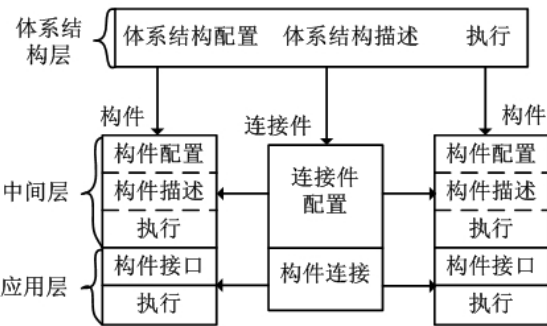 体系结
构层
体系结构配置 体系结构描述 执行
构件
连接件
构件
中间层
构件配置
构件描述
执行
连接件
配置
构件配置
构件描述
执行
应用层
构件接口
执行
构件连接
构件接口
执行